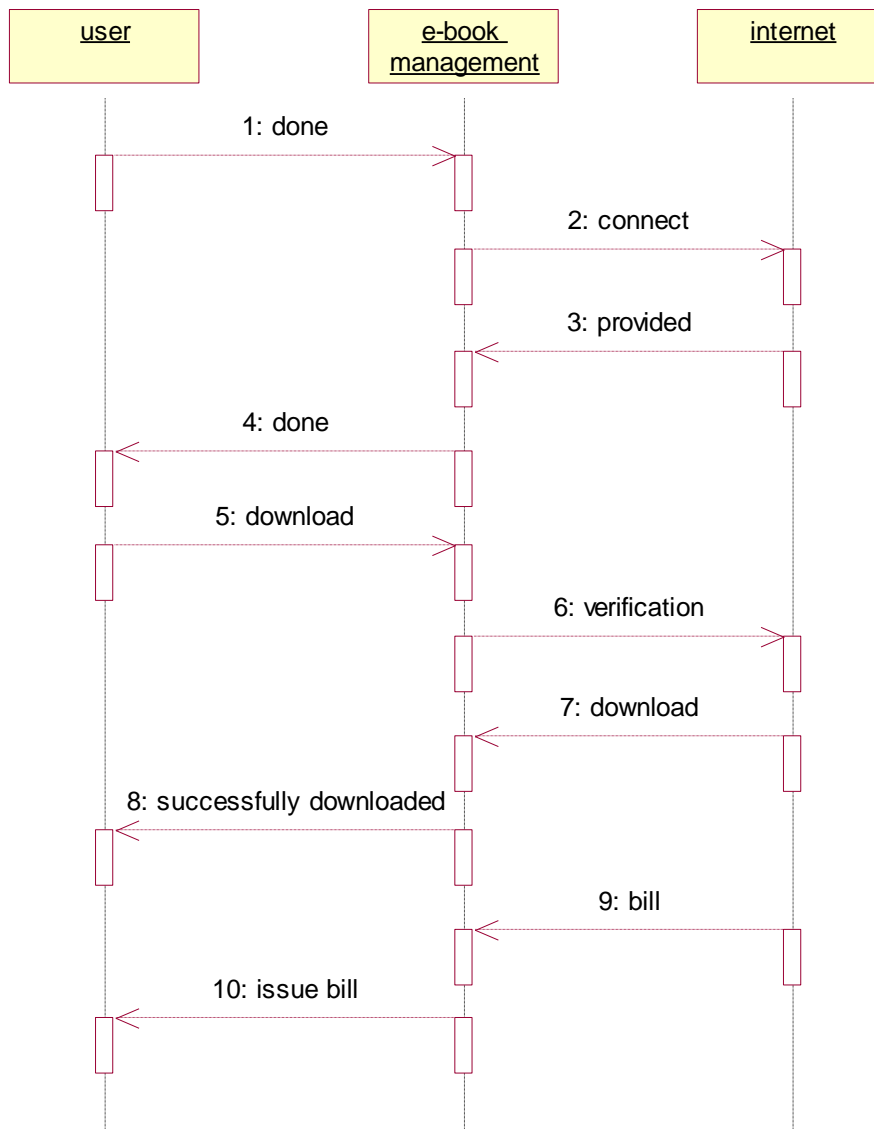 user
e-book
management
internet
1: done
2: connect
3: provided
4: done
5: download
6: verification
7: download
8: successfully downloaded
9: bill
10: issue bill